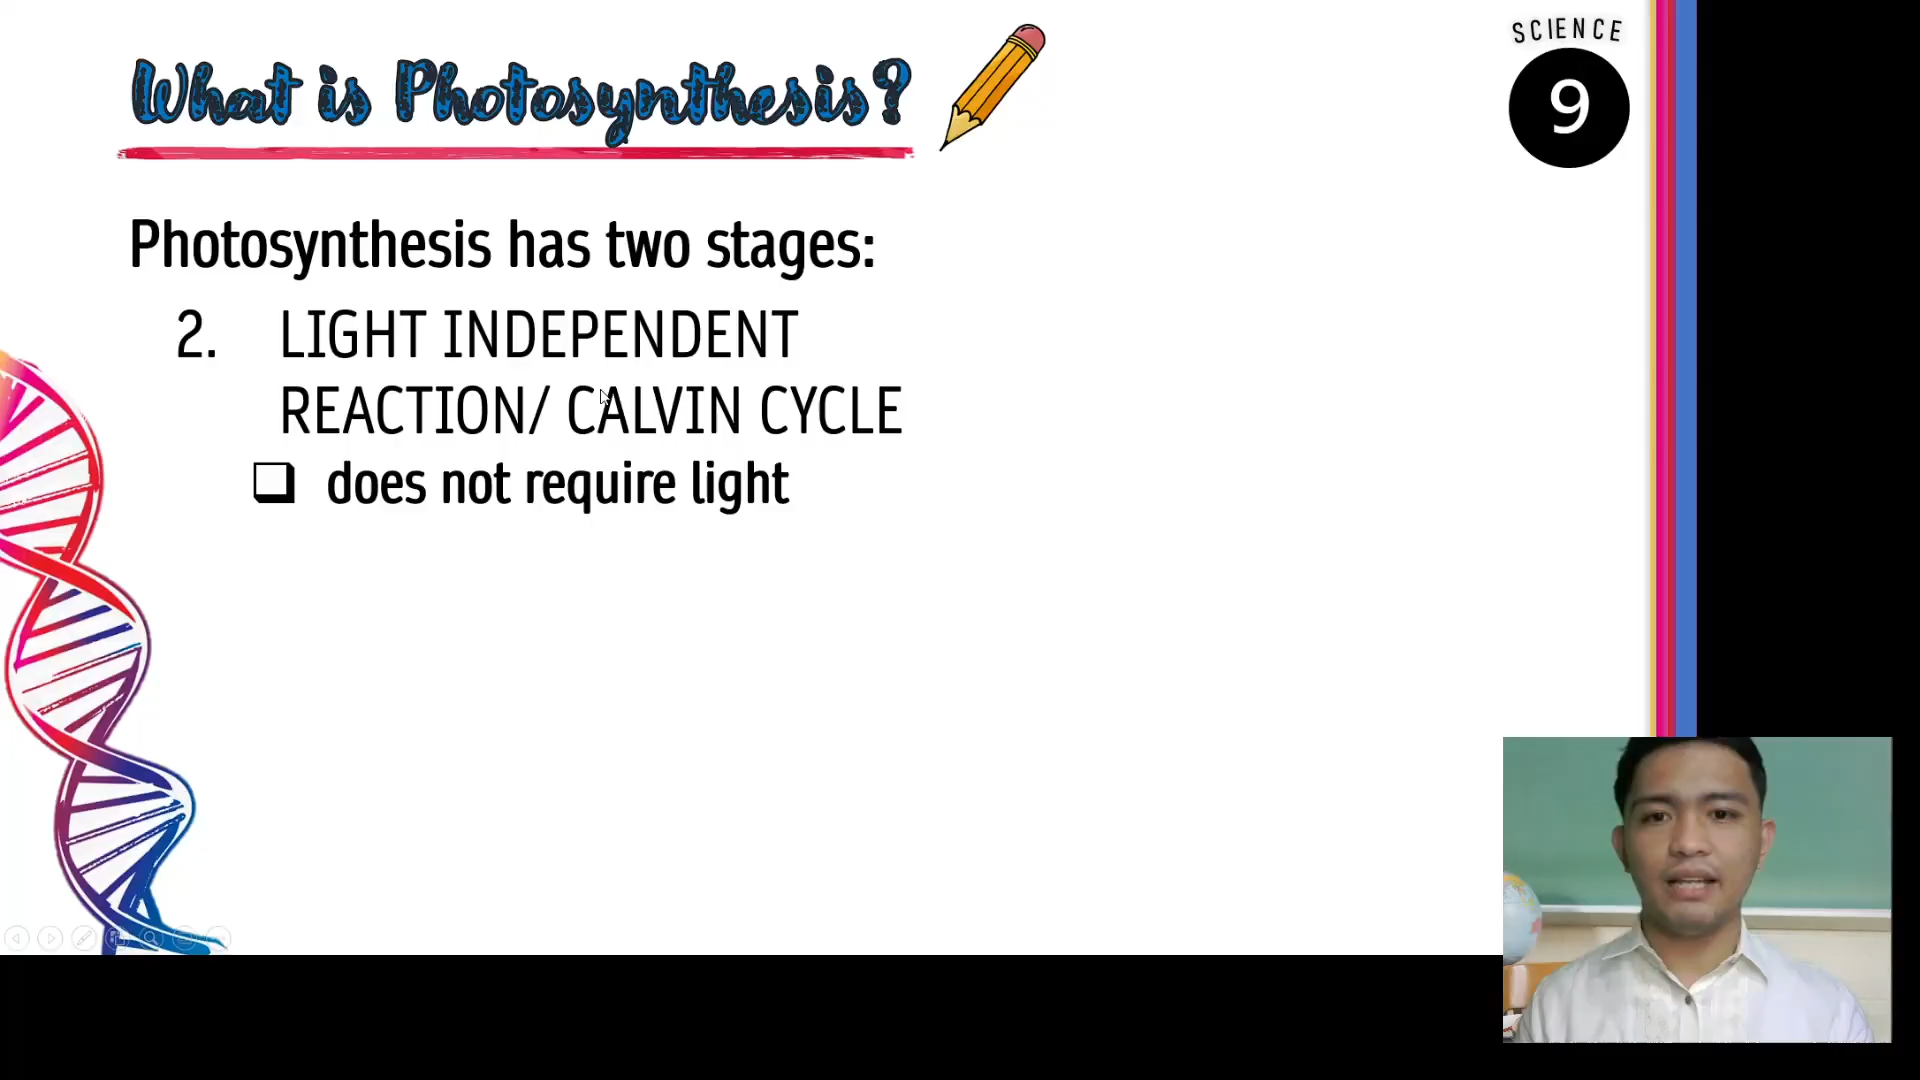 What is Photosynthesis?
SCIENCE
9
Photosynthesis has two stages:
2. LIGHT INDEPENDENT
REACTION/ CALVIN CYCLE
❑ does not require light